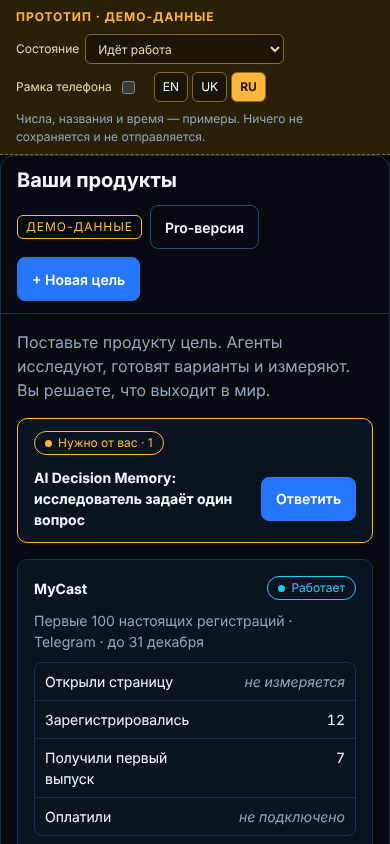 ПРОТОТИП · ДЕМО-ДАННЫЕ
Состояние Идёт работа
Рамка телефона EN UK RU
Числа, названия и время — примеры. Ничего не
сохраняется и не отправляется.
Ваши продукты
ДЕМО-ДАННЫЕ Pro-версия
+ Новая цель
Поставьте продукту цель. Агенты
исследуют, готовят варианты и измеряют.
Вы решаете, что выходит в мир.
Нужно от вас · 1
AI Decision Memory:
исследователь задаёт один
вопрос
Ответить
MyCast Работает
Первые 100 настоящих регистраций ·
Telegram · до 31 декабря
Открыли страницу не измеряется
Зарегистрировались 12
Получили первый
выпуск 7
Оплатили не подключено